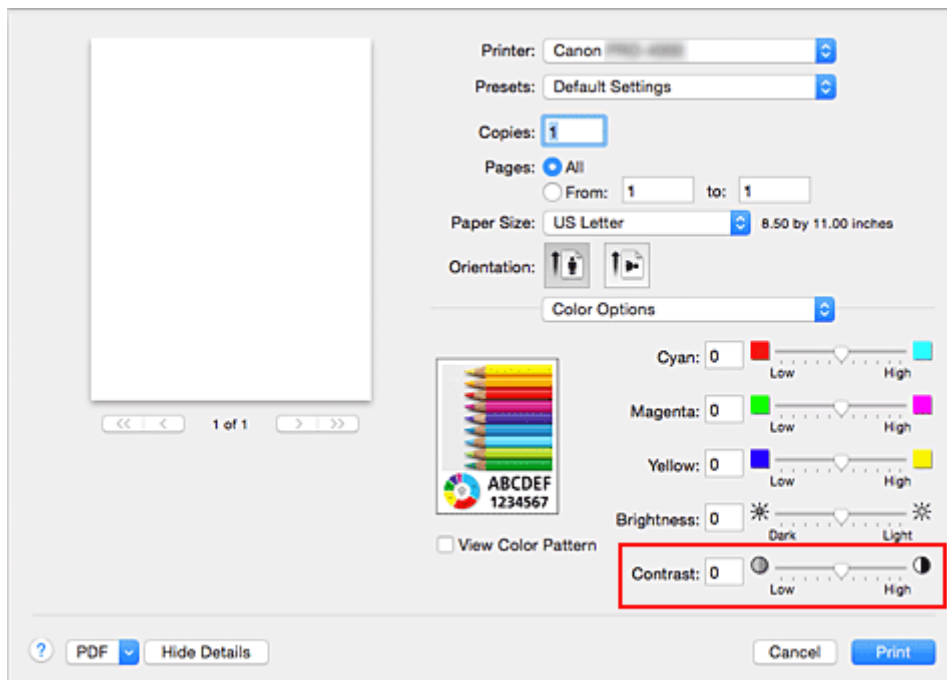 Printer: Canon
Presets: Default Settings
Copies: 1
Pages: All
From: 1 to: 1
Paper Size: US Letter 8.50 by 11.00 inches
Orientation:
Color Options
1 of 1
Cyan: 0
Low High
Magenta: 0
Low High
Yellow: 0
Low High
ABCDEF
1234567
Brightness: 0
Dark Light
View Color Pattern
Contrast: 0
Low High
? PDF Hide Details Cancel Print